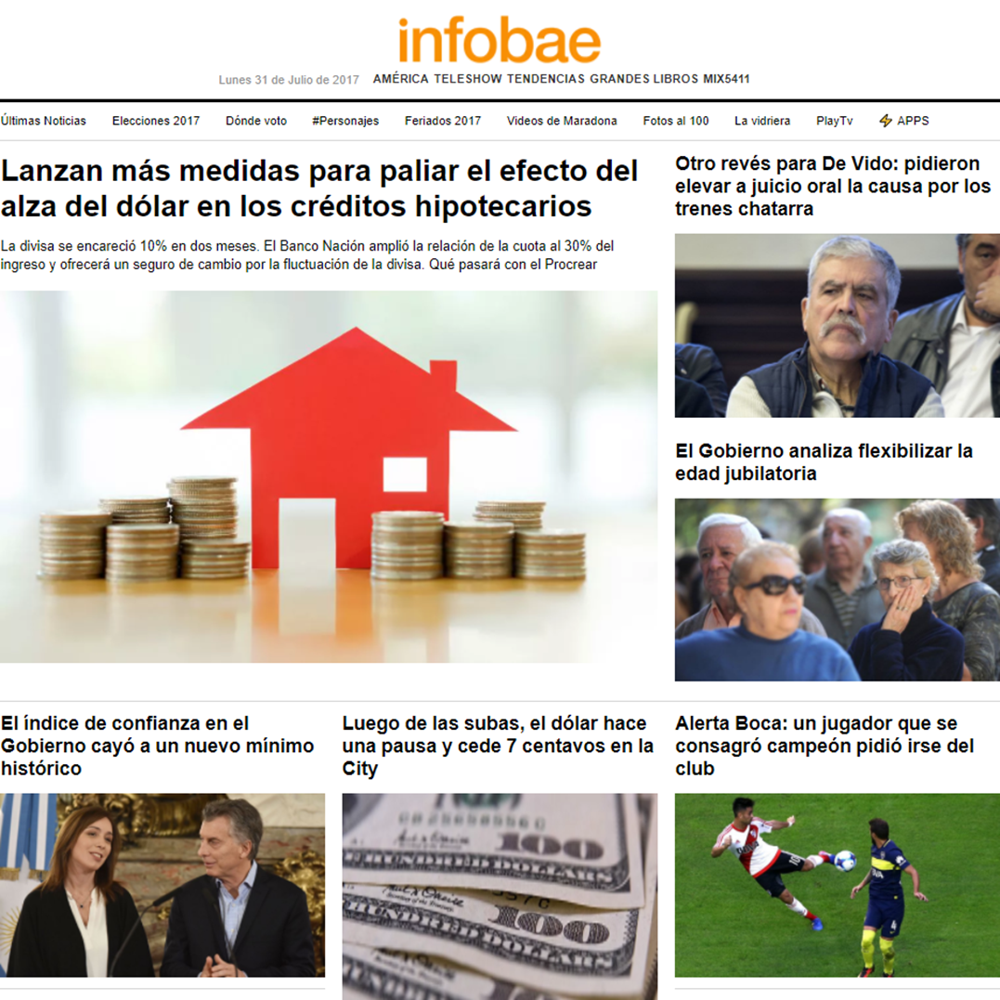 infobae
Lunes 31 de Julio de 2017 AMÉRICA TELESHOW TENDENCIAS GRANDES LIBROS MIX5411
Últimas Noticias Elecciones 2017 Dónde voto #Personajes Feriados 2017 Videos de Maradona Fotos al 100 La vidriera PlayTv APPS
Lanzan más medidas para paliar el efecto del
alza del dólar en los créditos hipotecarios
La divisa se encareció 10% en dos meses. El Banco Nación amplió la relación de la cuota al 30% del
ingreso y ofrecerá un seguro de cambio por la fluctuación de la divisa. Qué pasará con el Procrear
Otro revés para De Vido: pidieron
elevar a juicio oral la causa por los
trenes chatarra
El Gobierno analiza flexibilizar la
edad jubilatoria
El índice de confianza en el
Gobierno cayó a un nuevo mínimo
histórico
Luego de las subas, el dólar hace
una pausa y cede 7 centavos en la
City
100
HUNDRED DOLLARS
100
Alerta Boca: un jugador que se
consagró campeón pidió irse del
club
10
BBVA
4